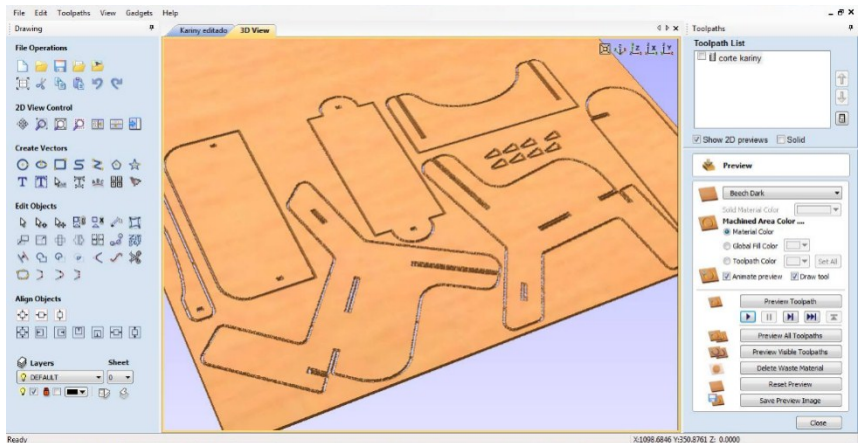 File Edit Toolpaths View Gadgets Help
Drawing
Kariny editado 3D View
Toolpaths
File Operations
2D View Control
Create Vectors
Edit Objects
Align Objects
Layers Sheet
DEFAULT 0
Toolpath List
corte kariny
Show 2D previews Solid
Preview
Beech Dark
Solid Material Color
Machined Area Color ...
Material Color
Global Fill Color
Toolpath Color Set All
Animate preview Draw tool
Preview Toolpath
Preview All Toolpaths
Preview Visible Toolpaths
Delete Waste Material
Reset Preview
Save Preview Image
Close
Ready X:1098.6846 Y:350.8761 Z: 0.0000